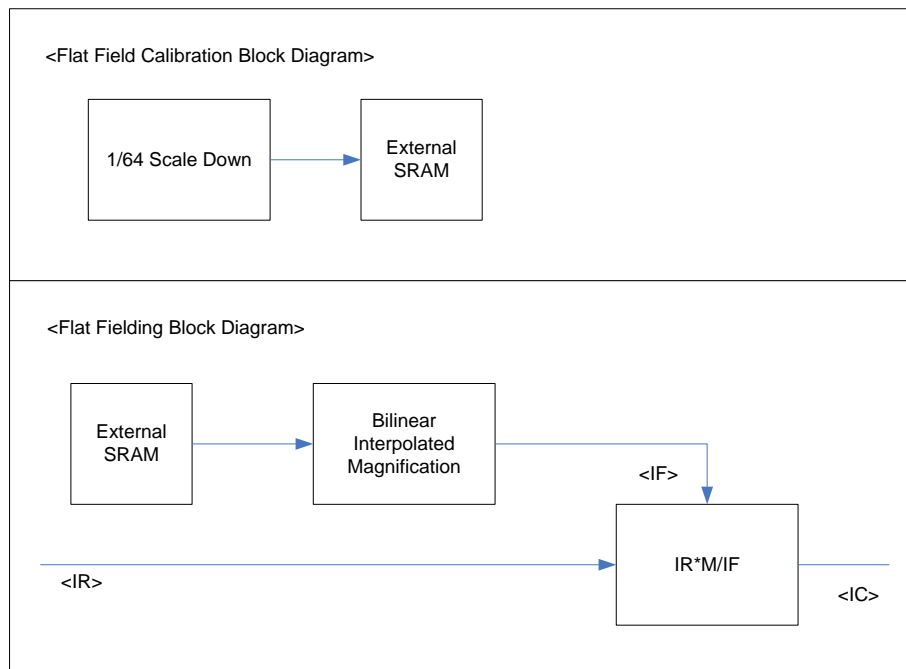 <Flat Field Calibration Block Diagram>
1/64 Scale Down
External
SRAM
<Flat Fielding Block Diagram>
External
SRAM
Bilinear
Interpolated
Magnification
<IF>
<IR>
IR*M/IF
<IC>